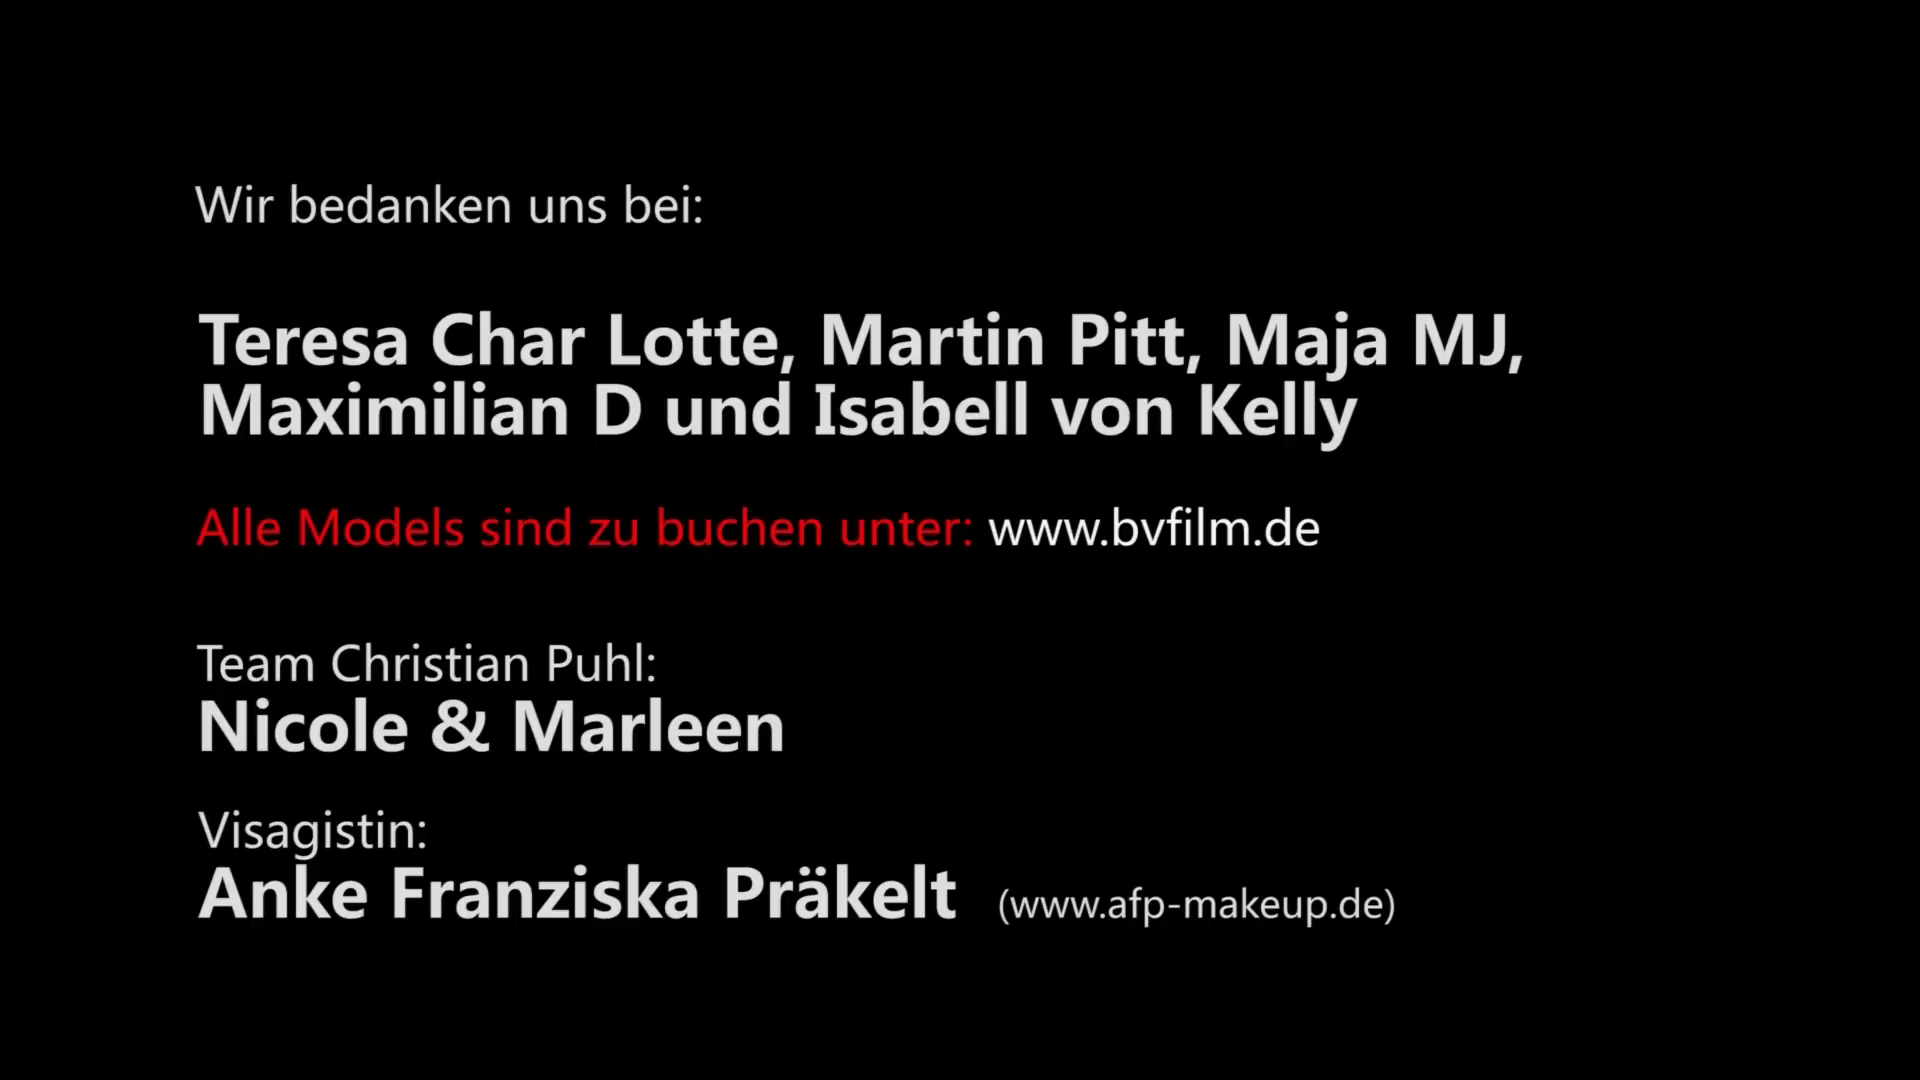 Wir bedanken uns bei:
Teresa Char Lotte, Martin Pitt, Maja MJ,
Maximilian D und Isabell von Kelly
Alle Models sind zu buchen unter: www.bvfilm.de
Team Christian Puhl:
Nicole & Marleen
Visagistin:
Anke Franziska Präkelt (www.afp-makeup.de)